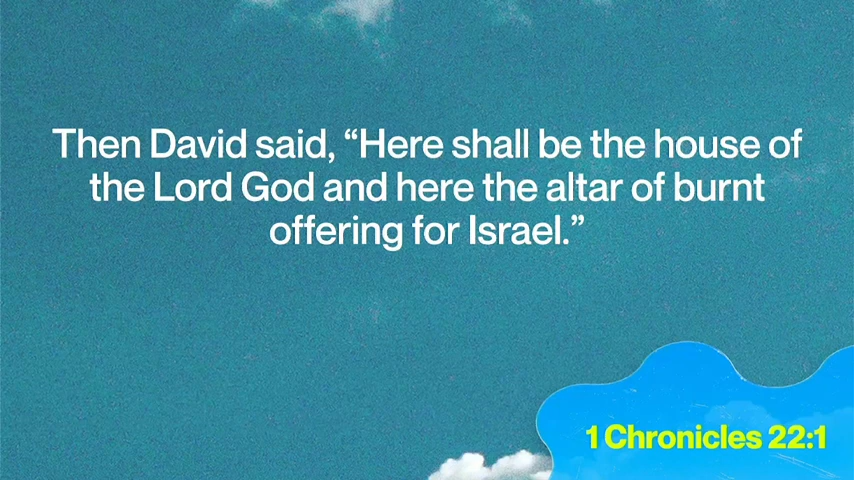 Then David said, “Here shall be the house of
the Lord God and here the altar of burnt
offering for Israel.”
1 Chronicles 22:1